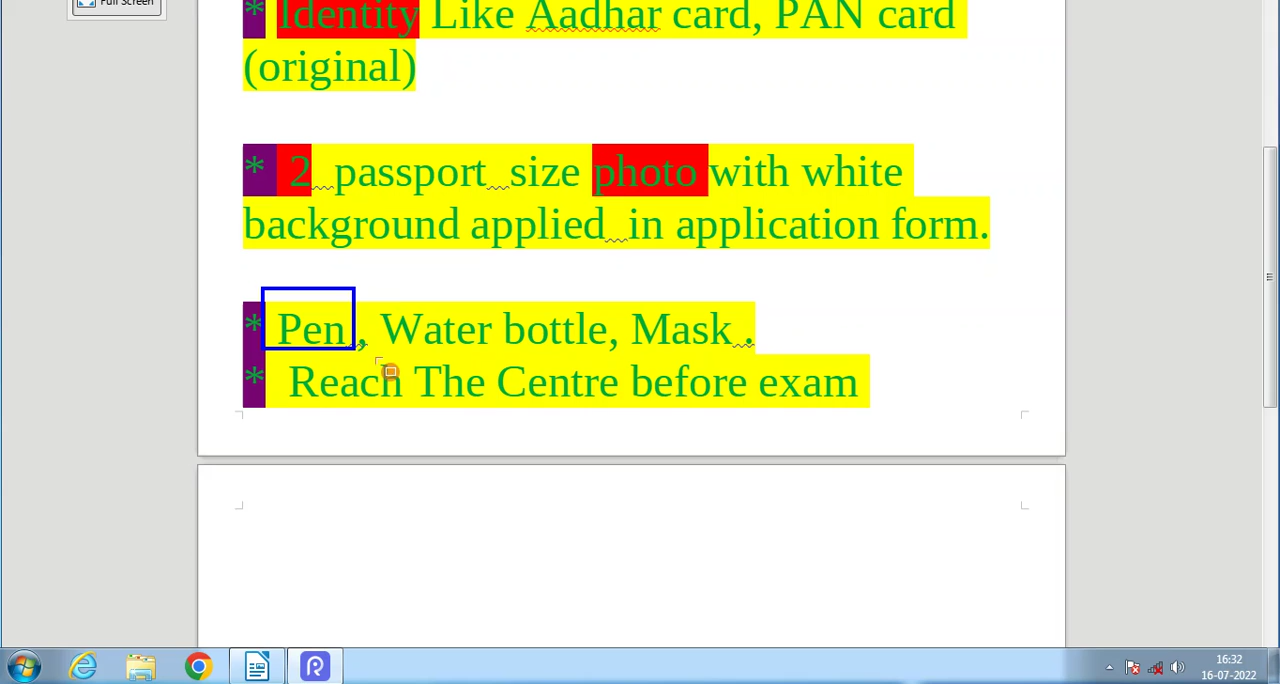 Full Screen
* Identity Like Aadhar card, PAN card
(original)
* 2 passport size photo with white
background applied in application form.
* Pen , Water bottle, Mask .
* Reach The Centre before exam
16:32
16-07-2022